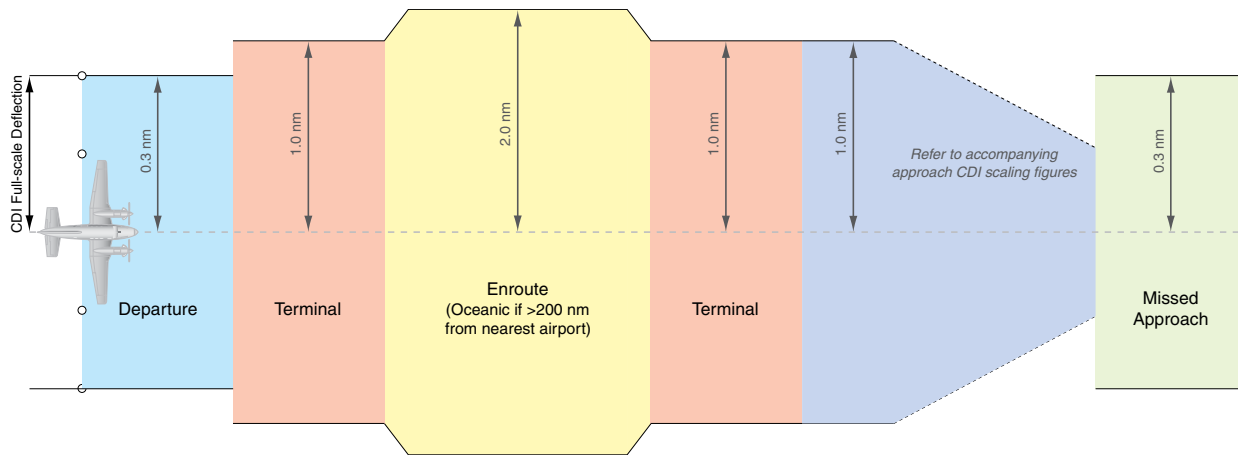 CDI Full-scale Deflection
0.3 nm
Departure
1.0 nm
Terminal
2.0 nm
Enroute
(Oceanic if >200 nm
from nearest airport)
1.0 nm
Terminal
1.0 nm
Refer to accompanying
approach CDI scaling figures
0.3 nm
Missed
Approach